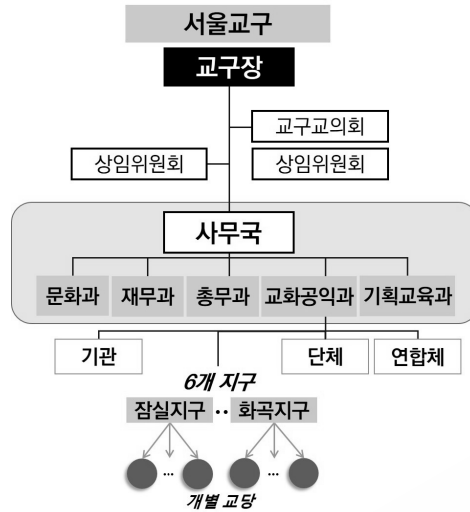 서울교구
교구장
교구교의회
상임위원회 상임위원회
사무국
문화과 재무과 총무과 교화공익과 기획교육과
기관 단체 연합체
6개 지구
잠실지구 ·· 화곡지구
... ...
개별 교당